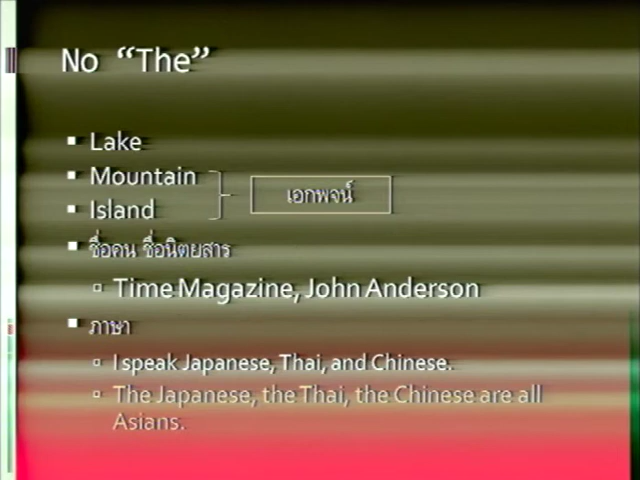 No “The”
Lake
Mountain
Island
เอกพจน์
ชื่อคน ชื่อนิตยสาร
Time Magazine, John Anderson
ภาษา
I speak Japanese, Thai, and Chinese.
The Japanese, the Thai, the Chinese are all
Asians.